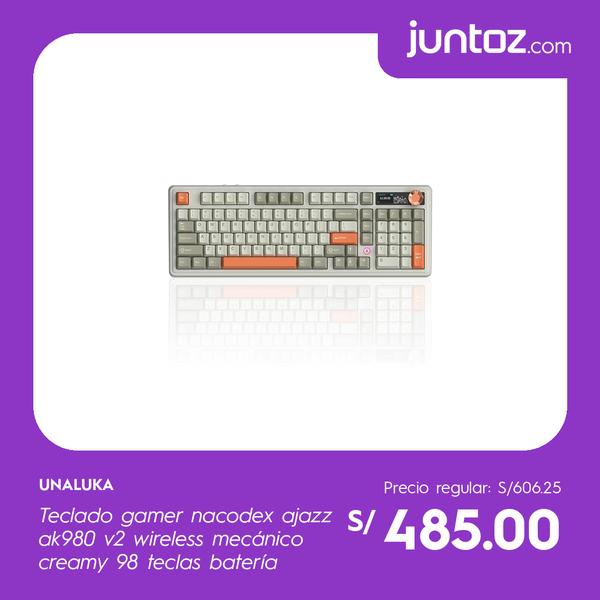 juntoz.com
UNALUKA
Teclado gamer nacodex ajazz
ak980 v2 wireless mecánico
creamy 98 teclas batería
Precio regular: S/606.25
S/ 485.00